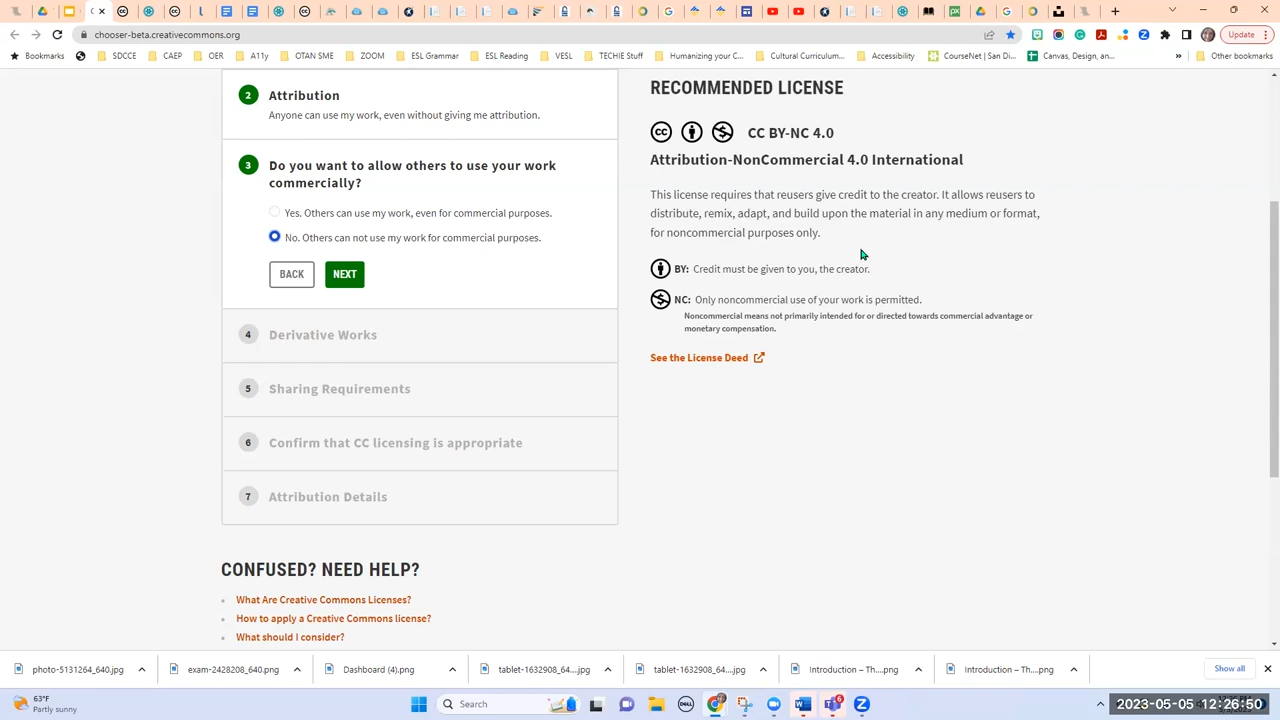 chooser-beta.creativecommons.org
Update
Bookmarks
SDCCE
CAEP
OER
A11y
OTAN SME
ZOOM
ESL Grammar
ESL Reading
VESL
TECHIE Stuff
Humanizing your C...
Cultural Curriculum...
Accessibility
CourseNet | San Di...
Canvas, Design, an...
»
Other bookmarks
2 Attribution
Anyone can use my work, even without giving me attribution.
3 Do you want to allow others to use your work
commercially?
Yes. Others can use my work, even for commercial purposes.
No. Others can not use my work for commercial purposes.
BACK
NEXT
4 Derivative Works
5 Sharing Requirements
6 Confirm that CC licensing is appropriate
7 Attribution Details
CONFUSED? NEED HELP?
What Are Creative Commons Licenses?
How to apply a Creative Commons license?
What should I consider?
RECOMMENDED LICENSE
CC BY-NC 4.0
Attribution-NonCommercial 4.0 International
This license requires that reusers give credit to the creator. It allows reusers to
distribute, remix, adapt, and build upon the material in any medium or format,
for noncommercial purposes only.
BY: Credit must be given to you, the creator.
NC: Only noncommercial use of your work is permitted.
Noncommercial means not primarily intended for or directed towards commercial advantage or
monetary compensation.
See the License Deed
photo-5131264_640.jpg
exam-2428208_640.png
Dashboard (4).png
tablet-1632908_64....jpg
tablet-1632908_64....jpg
Introduction – Th....png
Introduction – Th....png
Show all
63°F
Partly sunny
Search
6
2023-05-05 12:26:50